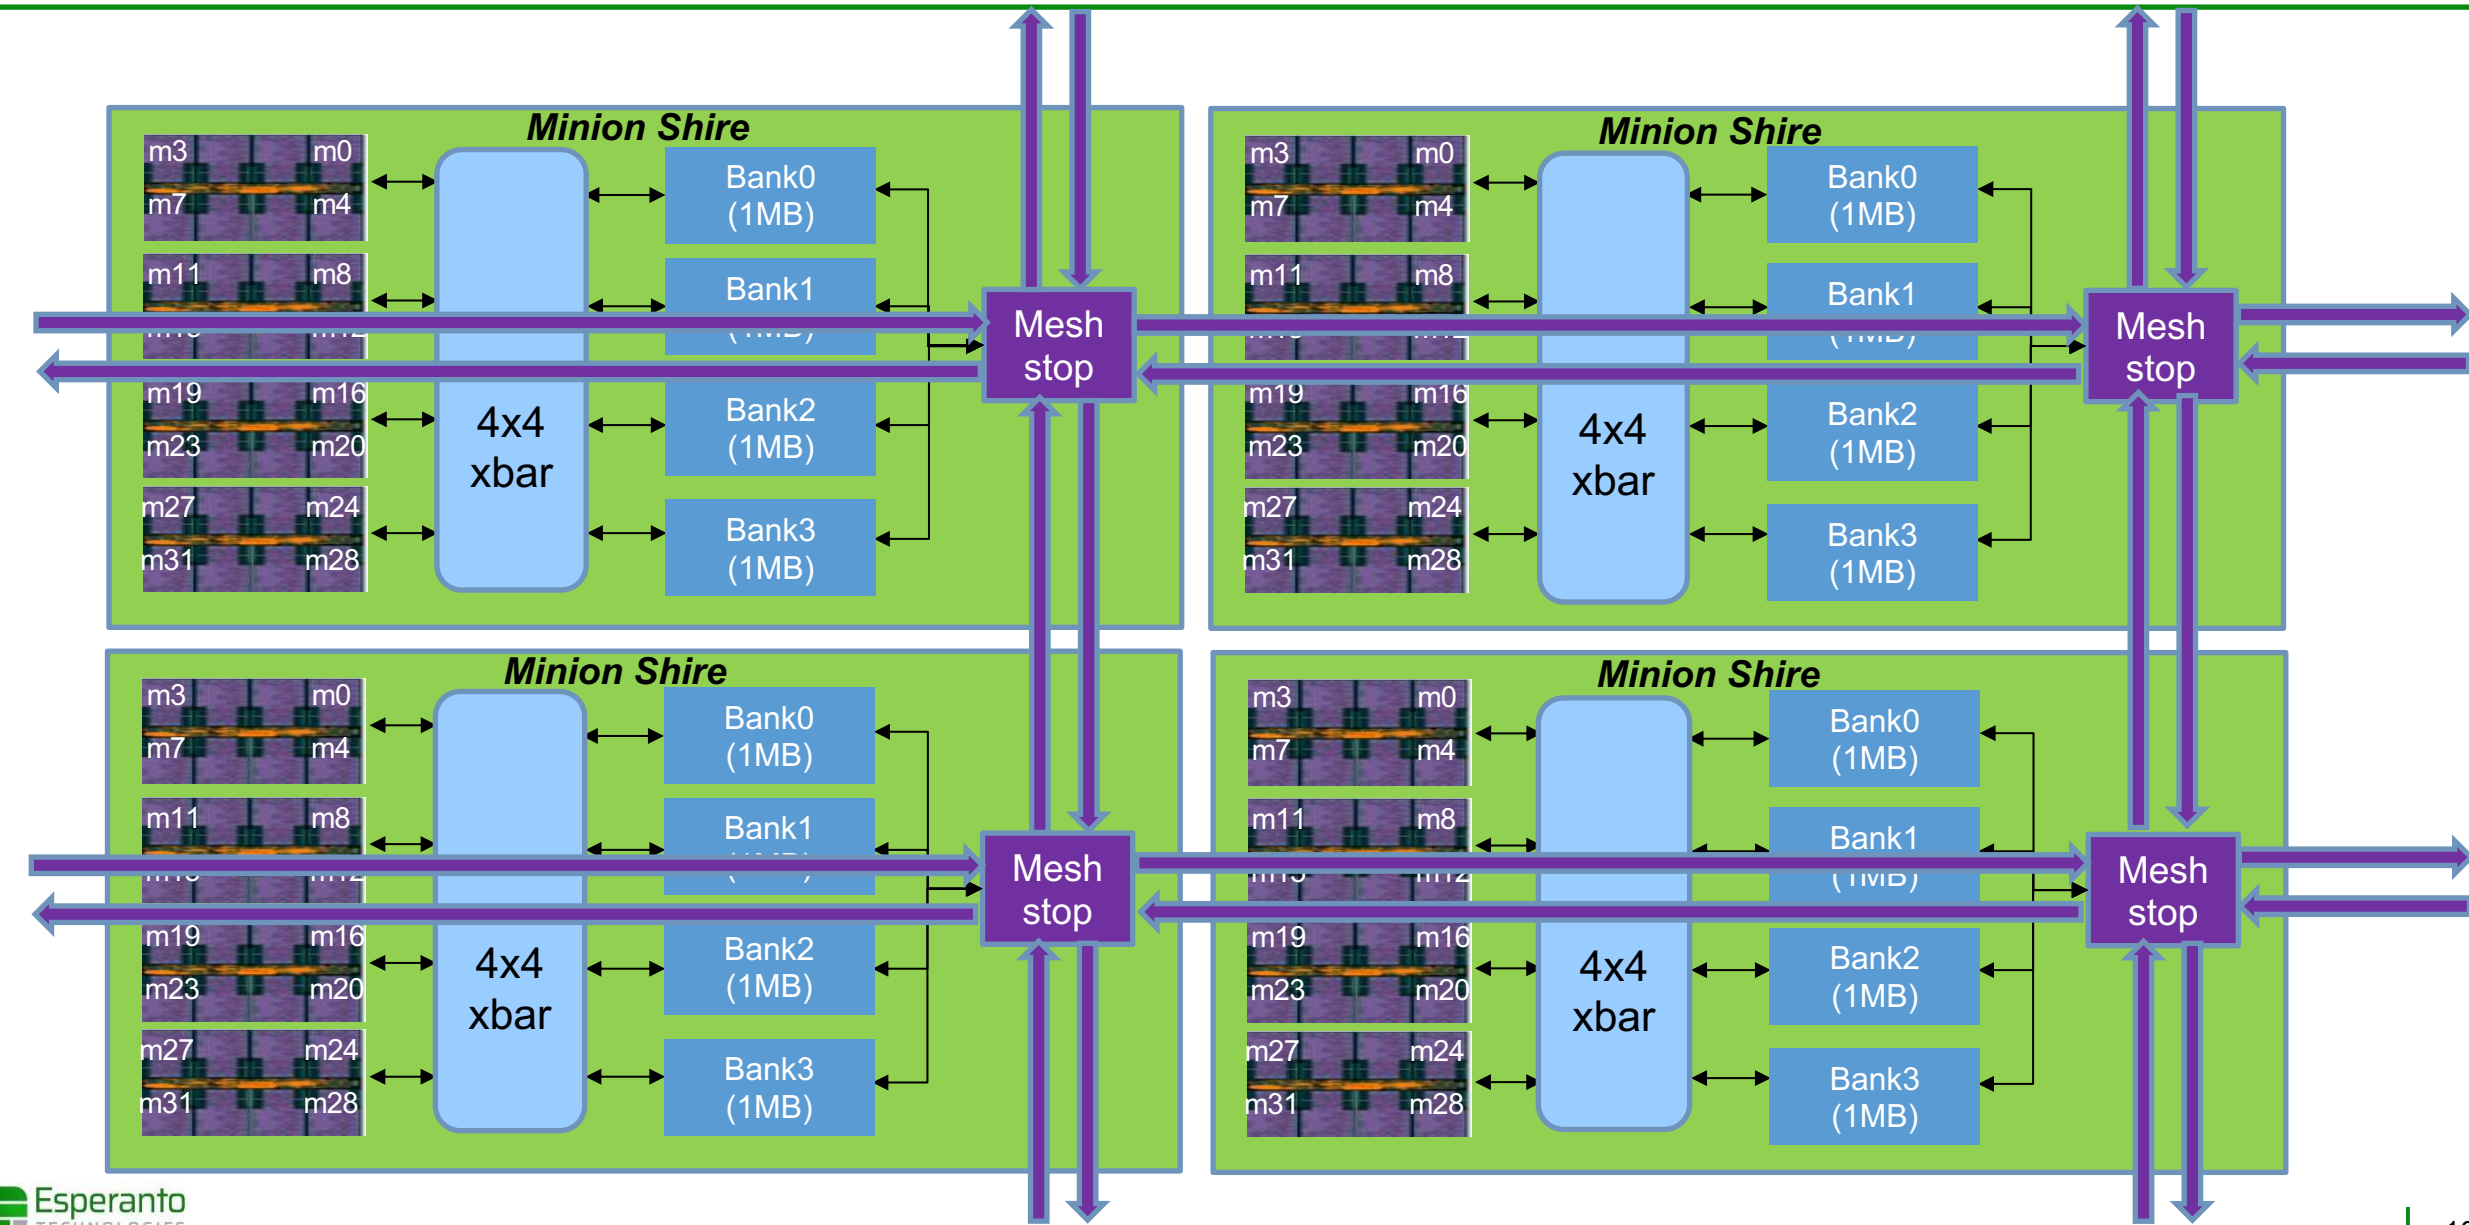 Minion Shire
m3 m0
m7 m4
m11 m8
m19 m16
m23 m20
m27 m24
m31 m28
4x4
xbar
Bank0
(1MB)
Bank1
Bank2
(1MB)
Bank3
(1MB)
Mesh
stop
Minion Shire
m3 m0
m7 m4
m11 m8
m19 m16
m23 m20
m27 m24
m31 m28
4x4
xbar
Bank0
(1MB)
Bank1
(1MB)
Bank2
(1MB)
Bank3
(1MB)
Mesh
stop
Minion Shire
m3 m0
m7 m4
m11 m8
m19 m16
m23 m20
m27 m24
m31 m28
4x4
xbar
Bank0
(1MB)
Bank1
Bank2
(1MB)
Bank3
(1MB)
Mesh
stop
Minion Shire
m3 m0
m7 m4
m11 m8
m19 m16
m23 m20
m27 m24
m31 m28
4x4
xbar
Bank0
(1MB)
Bank1
(1MB)
Bank2
(1MB)
Bank3
(1MB)
Mesh
stop
Esperanto